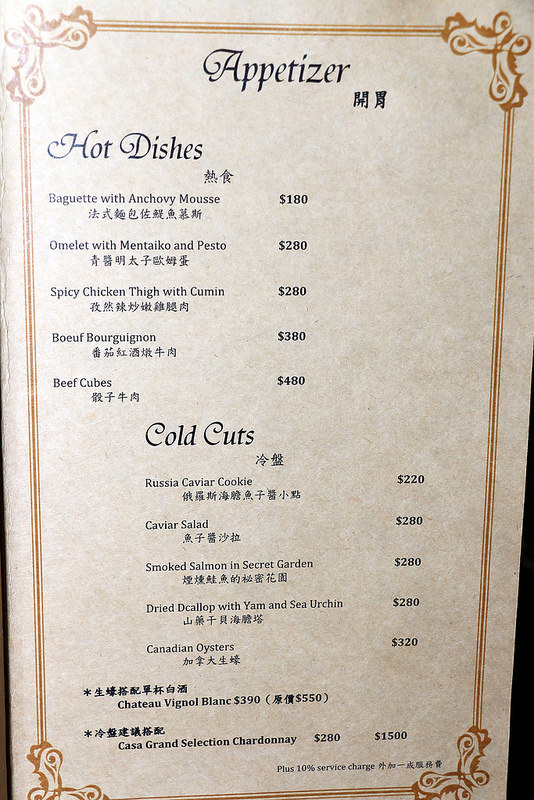 Appetizer
開胃
Hot Dishes
熱食
Baguette with Anchovy Mousse $180
法式麵包佐鯷魚慕斯
Omelet with Mentaiko and Pesto $280
青醬明太子歐姆蛋
Spicy Chicken Thigh with Cumin $280
孜然辣炒嫩雞腿肉
Boeuf Bourguignon $380
番茄紅酒燉牛肉
Beef Cubes $480
骰子牛肉
Cold Cuts
冷盤
Russia Caviar Cookie $220
俄羅斯海膽魚子醬小點
Caviar Salad $280
魚子醬沙拉
Smoked Salmon in Secret Garden $280
煙燻鮭魚的祕密花園
Dried Dcallop with Yam and Sea Urchin $280
山藥干貝海膽塔
Canadian Oysters $320
加拿大生蠔
*生蠔搭配單杯白酒
Chateau Vignol Blanc $390 (原價$550)
*冷盤建議搭配
Casa Grand Selection Chardonnay $280 $1500
Plus 10% service charge 外加一成服務費